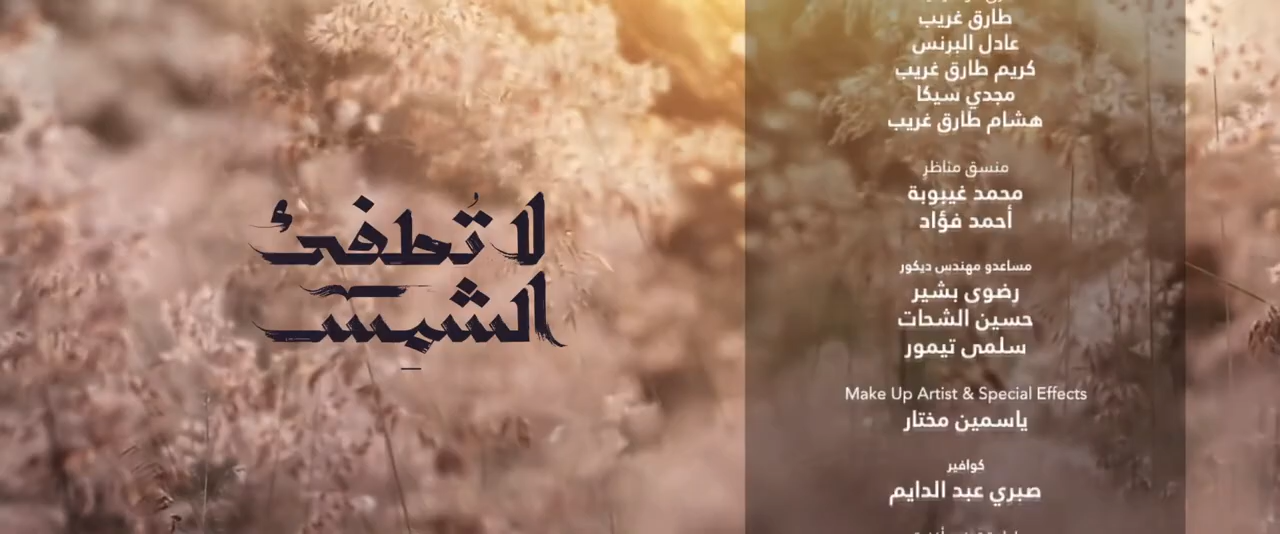 لا تُطفئ
الشمس
طارق غريب
عادل البرنس
كريم طارق غريب
مجدي سيكا
هشام طارق غريب
منسق مناظر
محمد غيبوبة
أحمد فؤاد
مساعدو مهندس ديكور
رضوى بشير
حسين الشحات
سلمى تيمور
Make Up Artist & Special Effects
ياسمين مختار
كوافير
صبري عبد الدايم